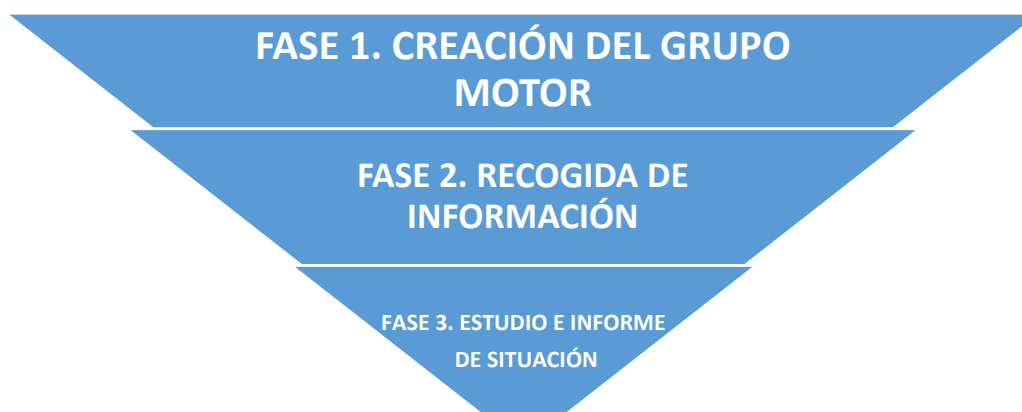 FASE 1. CREACIÓN DEL GRUPO
MOTOR
FASE 2. RECOGIDA DE
INFORMACIÓN
FASE 3. ESTUDIO E INFORME
DE SITUACIÓN